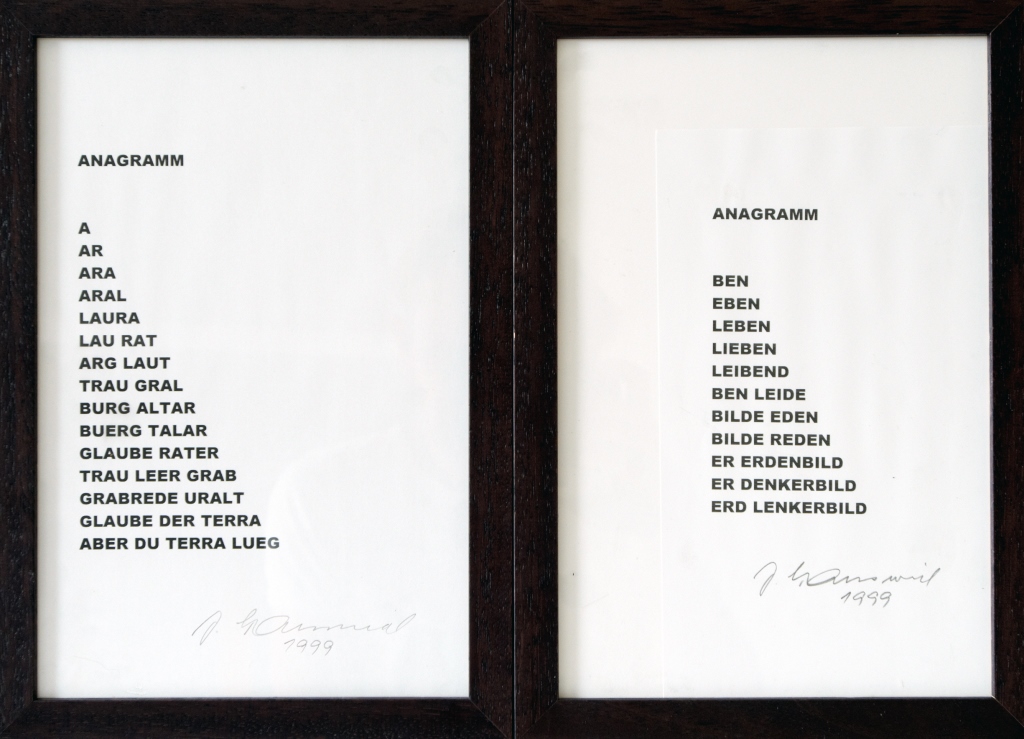 ANAGRAMM
A
AR
ARA
ARAL
LAURA
LAU RAT
ARG LAUT
TRAU GRAL
BURG ALTAR
BUERG TALAR
GLAUBE RATER
TRAU LEER GRAB
GRABREDE URALT
GLAUBE DER TERRA
ABER DU TERRA LUEG
1999
ANAGRAMM
BEN
EBEN
LEBEN
LIEBEN
LEIBEND
BEN LEIDE
BILDE EDEN
BILDE REDEN
ER ERDENBILD
ER DENKERBILD
ERD LENKERBILD
1999